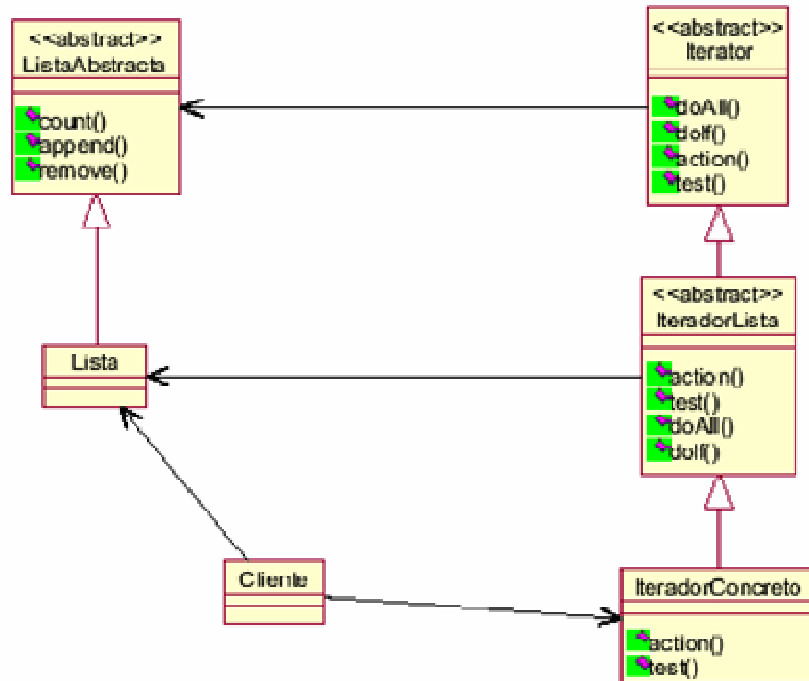 <<abstract>>
ListaAbstracta
count()
append()
remove()
<<abstract>>
Iterator
doAll()
doIf()
action()
test()
<<abstract>>
IteradorLista
action()
test()
doAll()
doIf()
Lista
Cliente
IteradorConcreto
action()
test()